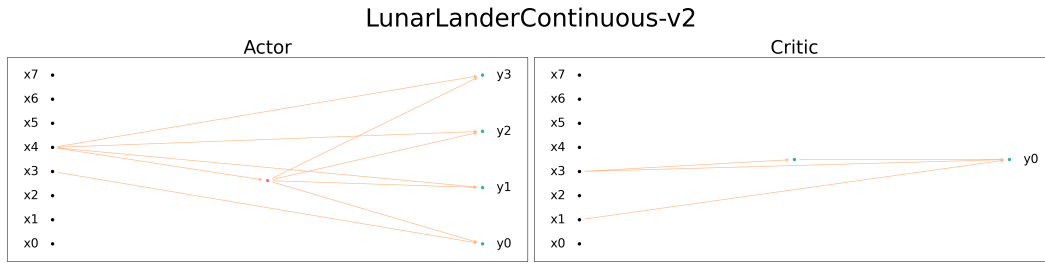 LunarLanderContinuous-v2
Actor
x7
x6
x5
x4
x3
x2
x1
x0
y3
y2
y1
y0
Critic
x7
x6
x5
x4
x3
x2
x1
x0
y0